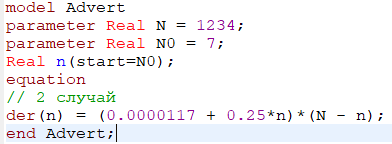 model Advert
parameter Real N = 1234;
parameter Real N0 = 7;
Real n(start=N0);
equation
// 2 случай
der(n) = (0.0000117 + 0.25*n)*(N - n);
end Advert;